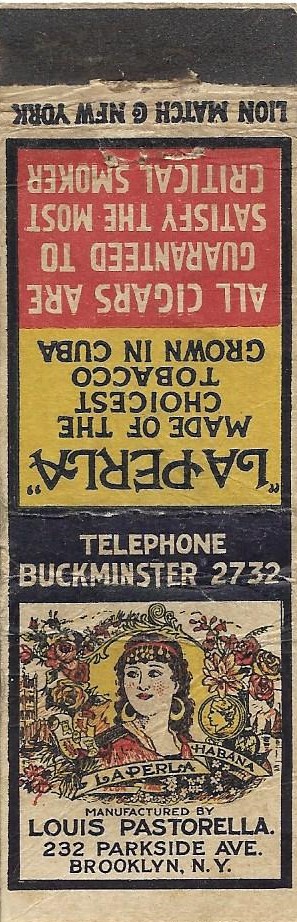 LION MATCH Co NEW YORK
"LA-PERLA"
MADE OF THE
CHOICEST
TOBACCO
GROWN IN CUBA
ALL CIGARS ARE
GUARANTEED TO
SATISFY THE MOST
CRITICAL SMOKER
TELEPHONE
BUCKMINSTER 2732
HABANA
LA-PERLA
MANUFACTURED BY
LOUIS PASTORELLA.
232 PARKSIDE AVE.
BROOKLYN, N.Y.